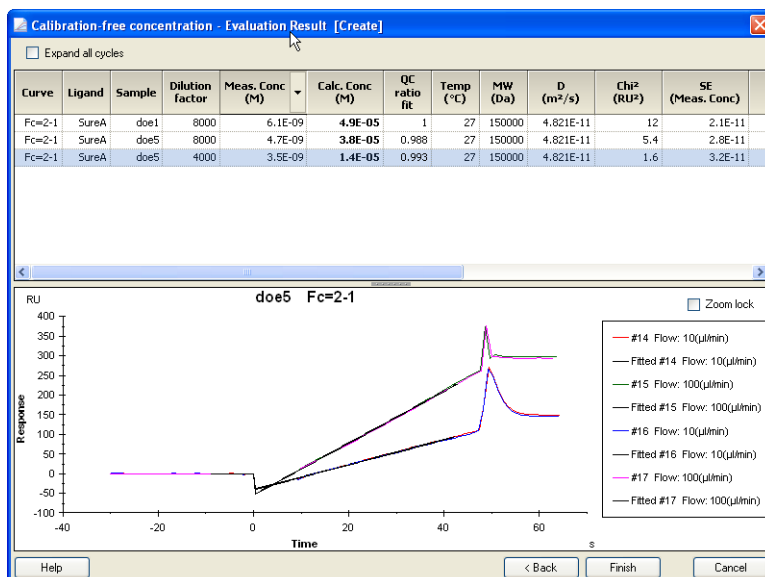 Calibration-free concentration - Evaluation Result [Create]
Expand all cycles
Curve Ligand Sample Dilution factor Meas. Conc (M) Calc. Conc (M) QC ratio fit Temp (°C) MW (Da) D (m²/s) Chi² (RU²) SE (Meas. Conc)
Fc=2-1 SureA doe1 8000 6.1E-09 4.9E-05 1 27 150000 4.821E-11 12 2.1E-11
Fc=2-1 SureA doe5 8000 4.7E-09 3.8E-05 0.988 27 150000 4.821E-11 5.4 2.8E-11
Fc=2-1 SureA doe5 4000 3.5E-09 1.4E-05 0.993 27 150000 4.821E-11 1.6 3.2E-11
doe5 Fc=2-1
Zoom lock
RU
400
350
300
250
200
150
100
50
0
-50
-100
Response
-40 -20 0 20 40 60
Time
s
#14 Flow: 10(µl/min)
Fitted #14 Flow: 10(µl/min)
#15 Flow: 100(µl/min)
Fitted #15 Flow: 100(µl/min)
#16 Flow: 10(µl/min)
Fitted #16 Flow: 10(µl/min)
#17 Flow: 100(µl/min)
Fitted #17 Flow: 100(µl/min)
Help
< Back
Finish
Cancel